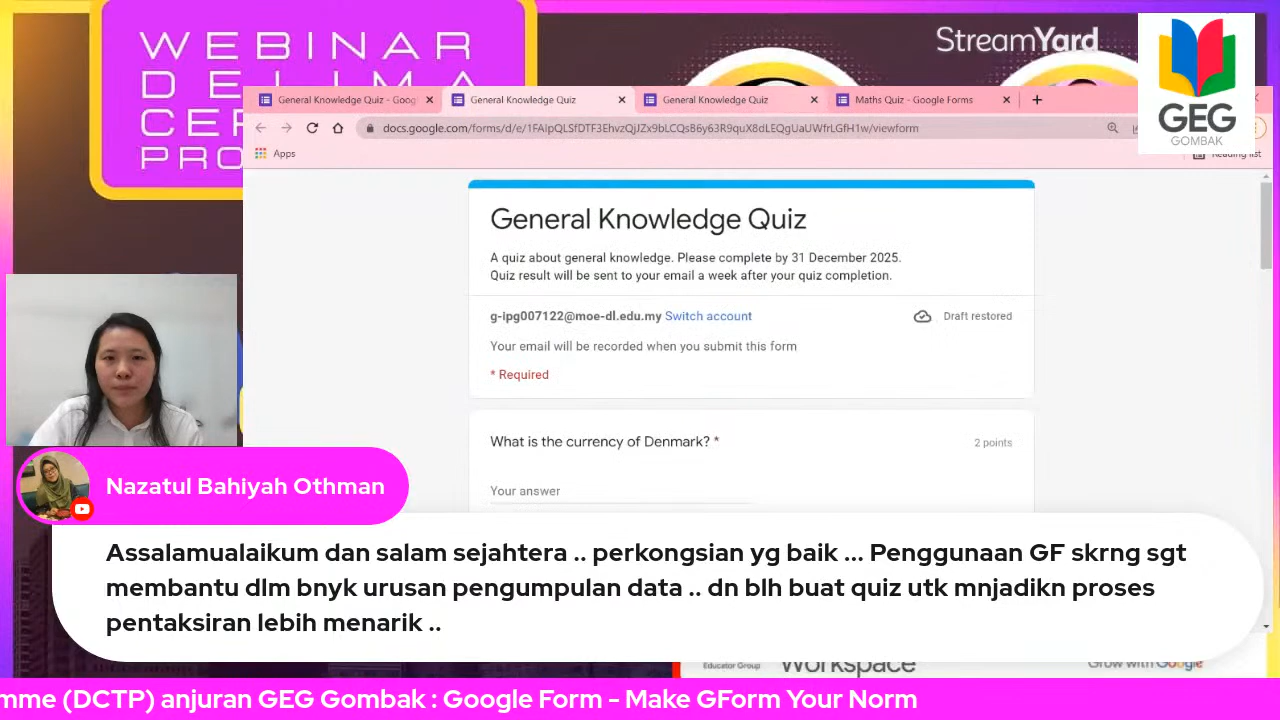 WEBINAR
DELIMA
StreamYard
GEG
GOMBAK
General Knowledge Quiz - Goog
General Knowledge Quiz
General Knowledge Quiz
Maths Quiz - Google Forms
docs.google.com/forms/d/e/1FAIpQLSfDTF3EhvzQJJZx9bLCQsB6y63R9quX8dLEQgUaUWfrLGfH1w/viewform
Apps
Reading list
PRO
General Knowledge Quiz
A quiz about general knowledge. Please complete by 31 December 2025.
Quiz result will be sent to your email a week after your quiz completion.
g-ipg007122@moe-dl.edu.my Switch account
Draft restored
Your email will be recorded when you submit this form
* Required
What is the currency of Denmark? *
2 points
Your answer
Nazatul Bahiyah Othman
Assalamualaikum dan salam sejahtera .. perkongsian yg baik ... Penggunaan GF skrng sgt
membantu dlm bnyk urusan pengumpulan data .. dn blh buat quiz utk mnjadikn proses
pentaksiran lebih menarik ..
Educator Group
Workspace
Grow with Google
mme (DCTP) anjuran GEG Gombak : Google Form - Make GForm Your Norm